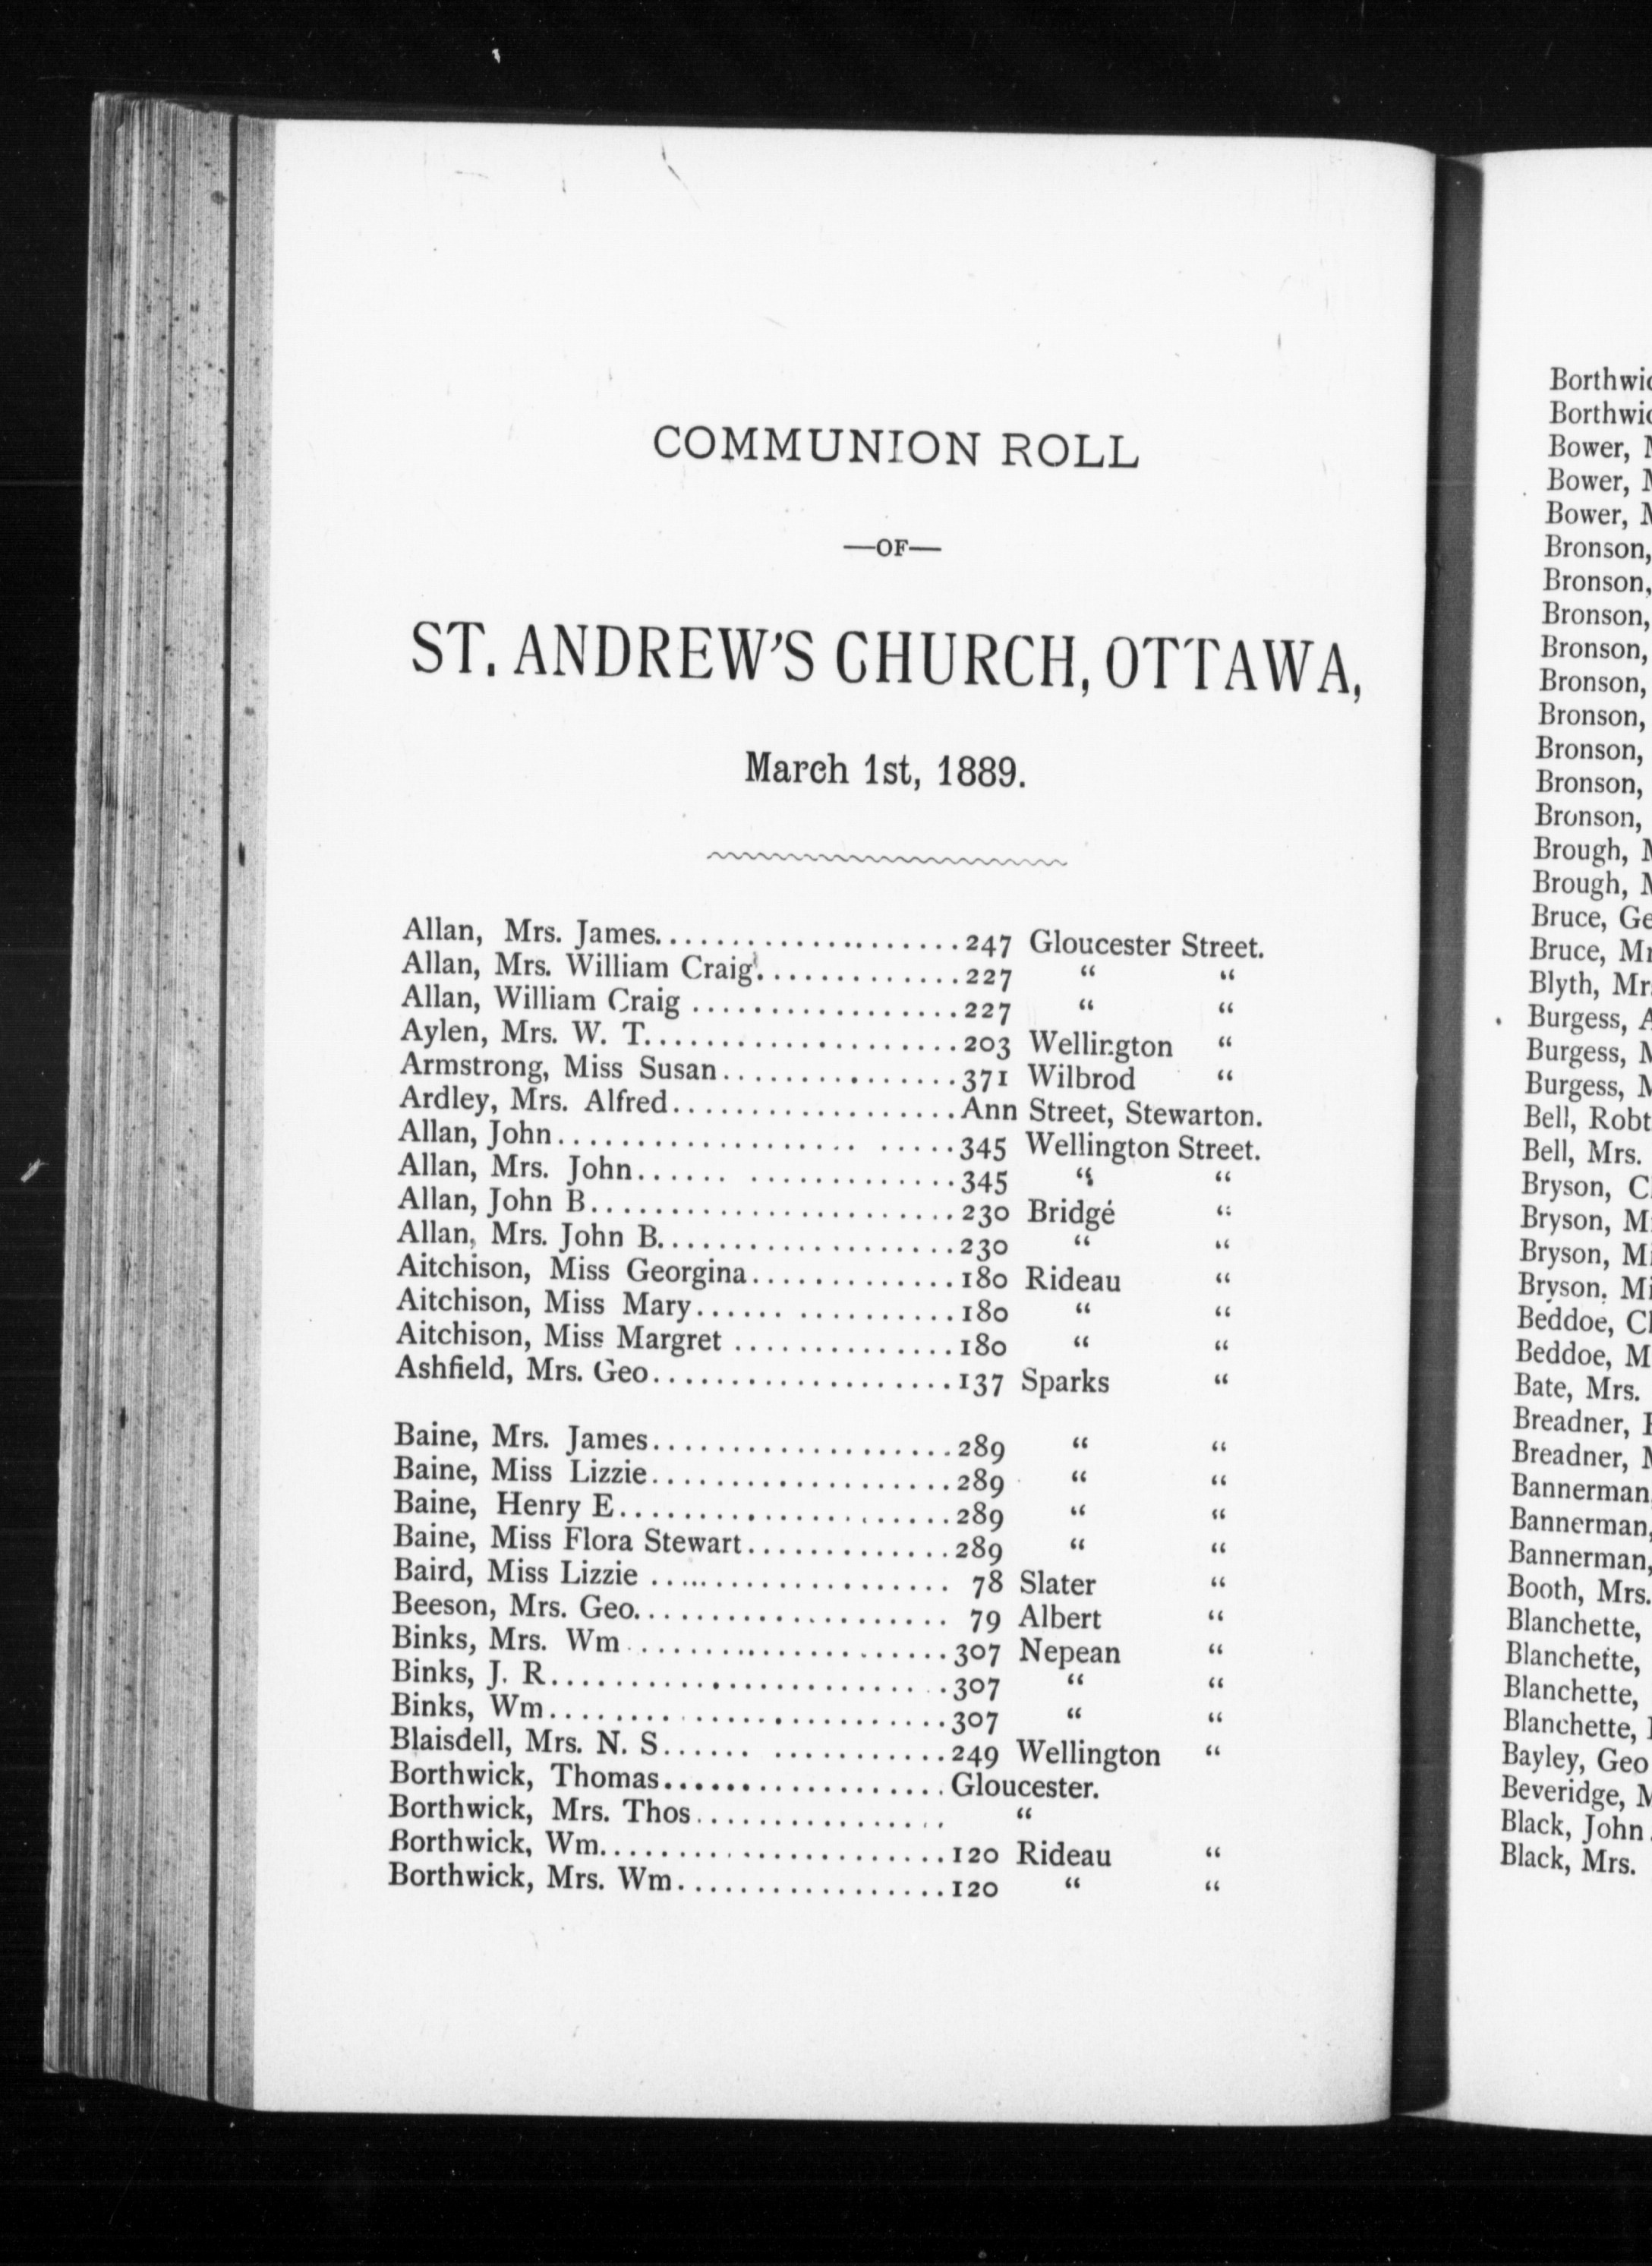 COMMUNION ROLL
—OF—
ST. ANDREW'S CHURCH, OTTAWA,
March 1st, 1889.
Allan, Mrs. James.....................247 Gloucester Street.
Allan, Mrs. William Craig..............227 “ “
Allan, William Craig ..................227 “ “
Aylen, Mrs. W. T.....................203 Wellington “
Armstrong, Miss Susan................371 Wilbrod “
Ardley, Mrs. Alfred...................Ann Street, Stewarton.
Allan, John.......................... .....345 Wellington Street.
Allan, Mrs. John...... ..............345 “ “
Allan, John B........................230 Bridge “
Allan, Mrs. John B...................230 “ “
Aitchison, Miss Georgina..............180 Rideau “
Aitchison, Miss Mary...... ..........180 “ “
Aitchison, Miss Margret ..............180 “ “
Ashfield, Mrs. Geo....................137 Sparks “
Baine, Mrs. James....................289 “ “
Baine, Miss Lizzie....................289 “ “
Baine, Henry E......................289 “ “
Baine, Miss Flora Stewart.............289 “ “
Baird, Miss Lizzie .................... 78 Slater “
Beeson, Mrs. Geo..................... 79 Albert “
Binks, Mrs. Wm .....................307 Nepean “
Binks, J. R..........................307 “ “
Binks, Wm..........................307 “ “
Blaisdell, Mrs. N. S...... ...........249 Wellington “
Borthwick, Thomas..................Gloucester.
Borthwick, Mrs. Thos................ “
Borthwick, Wm......................120 Rideau “
Borthwick, Mrs. Wm.................120 “ “
Bower,
Bower,
Bower,
Bronson,
Bronson,
Bronson,
Bronson,
Bronson,
Bronson,
Bronson,
Bronson,
Bronson,
Brough,
Brough,
Bruce,
Bruce,
Blyth,
Burgess,
Burgess,
Burgess,
Bell, Robt
Bell, Mrs.
Bryson,
Bryson,
Bryson,
Bryson.
Beddoe,
Beddoe,
Bate, Mrs.
Breadner,
Breadner,
Bannerman
Bannerman,
Bannerman,
Booth, Mrs.
Blanchette,
Blanchette,
Blanchette,
Blanchette,
Bayley, Geo
Beveridge,
Black, John
Black, Mrs.